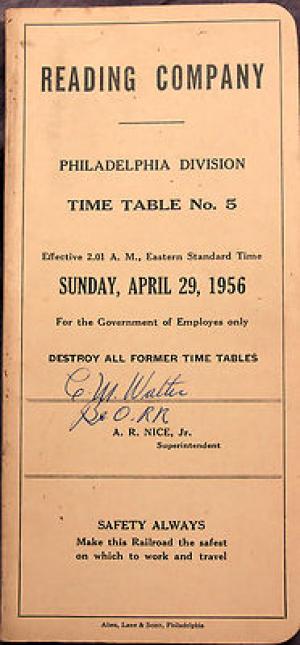 READING COMPANY
PHILADELPHIA DIVISION
TIME TABLE No. 5
Effective 2.01 A. M., Eastern Standard Time
SUNDAY, APRIL 29, 1956
For the Government of Employes only
DESTROY ALL FORMER TIME TABLES
C M. Walter
B & O. RR
A. R. NICE, Jr.
Superintendent
SAFETY ALWAYS
Make this Railroad the safest
on which to work and travel
Allen, Lane & Scott, Philadelphia